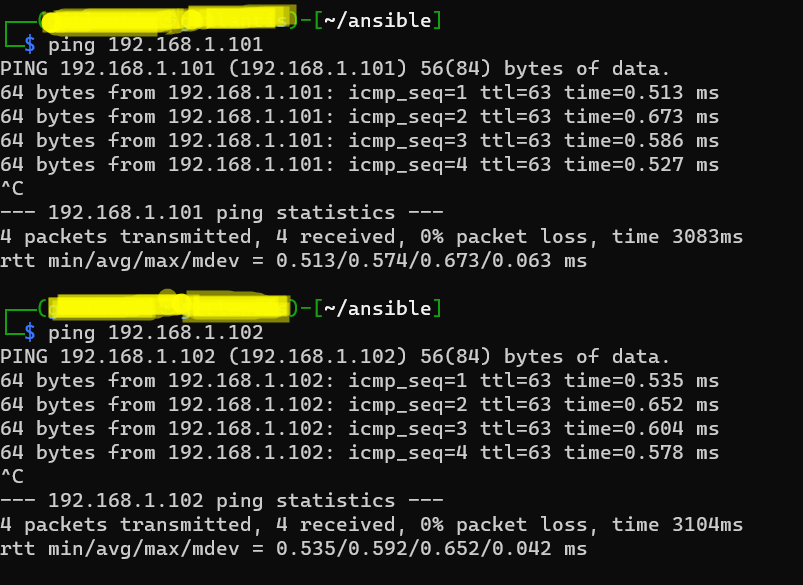 ~/ansible]
$ ping 192.168.1.101
PING 192.168.1.101 (192.168.1.101) 56(84) bytes of data.
64 bytes from 192.168.1.101: icmp_seq=1 ttl=63 time=0.513 ms
64 bytes from 192.168.1.101: icmp_seq=2 ttl=63 time=0.673 ms
64 bytes from 192.168.1.101: icmp_seq=3 ttl=63 time=0.586 ms
64 bytes from 192.168.1.101: icmp_seq=4 ttl=63 time=0.527 ms
^C
--- 192.168.1.101 ping statistics ---
4 packets transmitted, 4 received, 0% packet loss, time 3083ms
rtt min/avg/max/mdev = 0.513/0.574/0.673/0.063 ms
~/ansible]
$ ping 192.168.1.102
PING 192.168.1.102 (192.168.1.102) 56(84) bytes of data.
64 bytes from 192.168.1.102: icmp_seq=1 ttl=63 time=0.535 ms
64 bytes from 192.168.1.102: icmp_seq=2 ttl=63 time=0.652 ms
64 bytes from 192.168.1.102: icmp_seq=3 ttl=63 time=0.604 ms
64 bytes from 192.168.1.102: icmp_seq=4 ttl=63 time=0.578 ms
^C
--- 192.168.1.102 ping statistics ---
4 packets transmitted, 4 received, 0% packet loss, time 3104ms
rtt min/avg/max/mdev = 0.535/0.592/0.652/0.042 ms